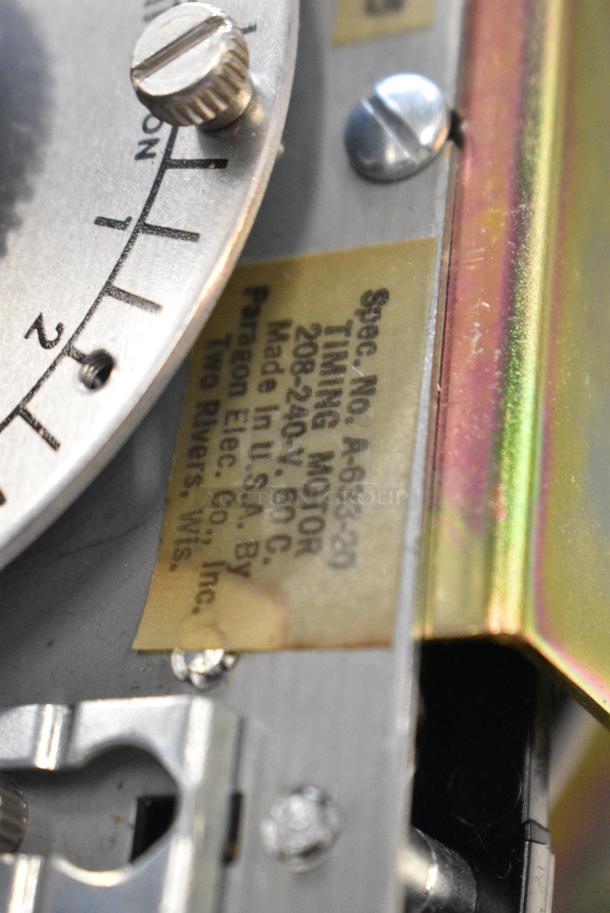 Spec. No. A-673-20
TIMING MOTOR
208-240-V. 60 C.
Made In U.S.A. By
Paragon Elec. Co., Inc.
Two Rivers, Wis.
ON
1
2